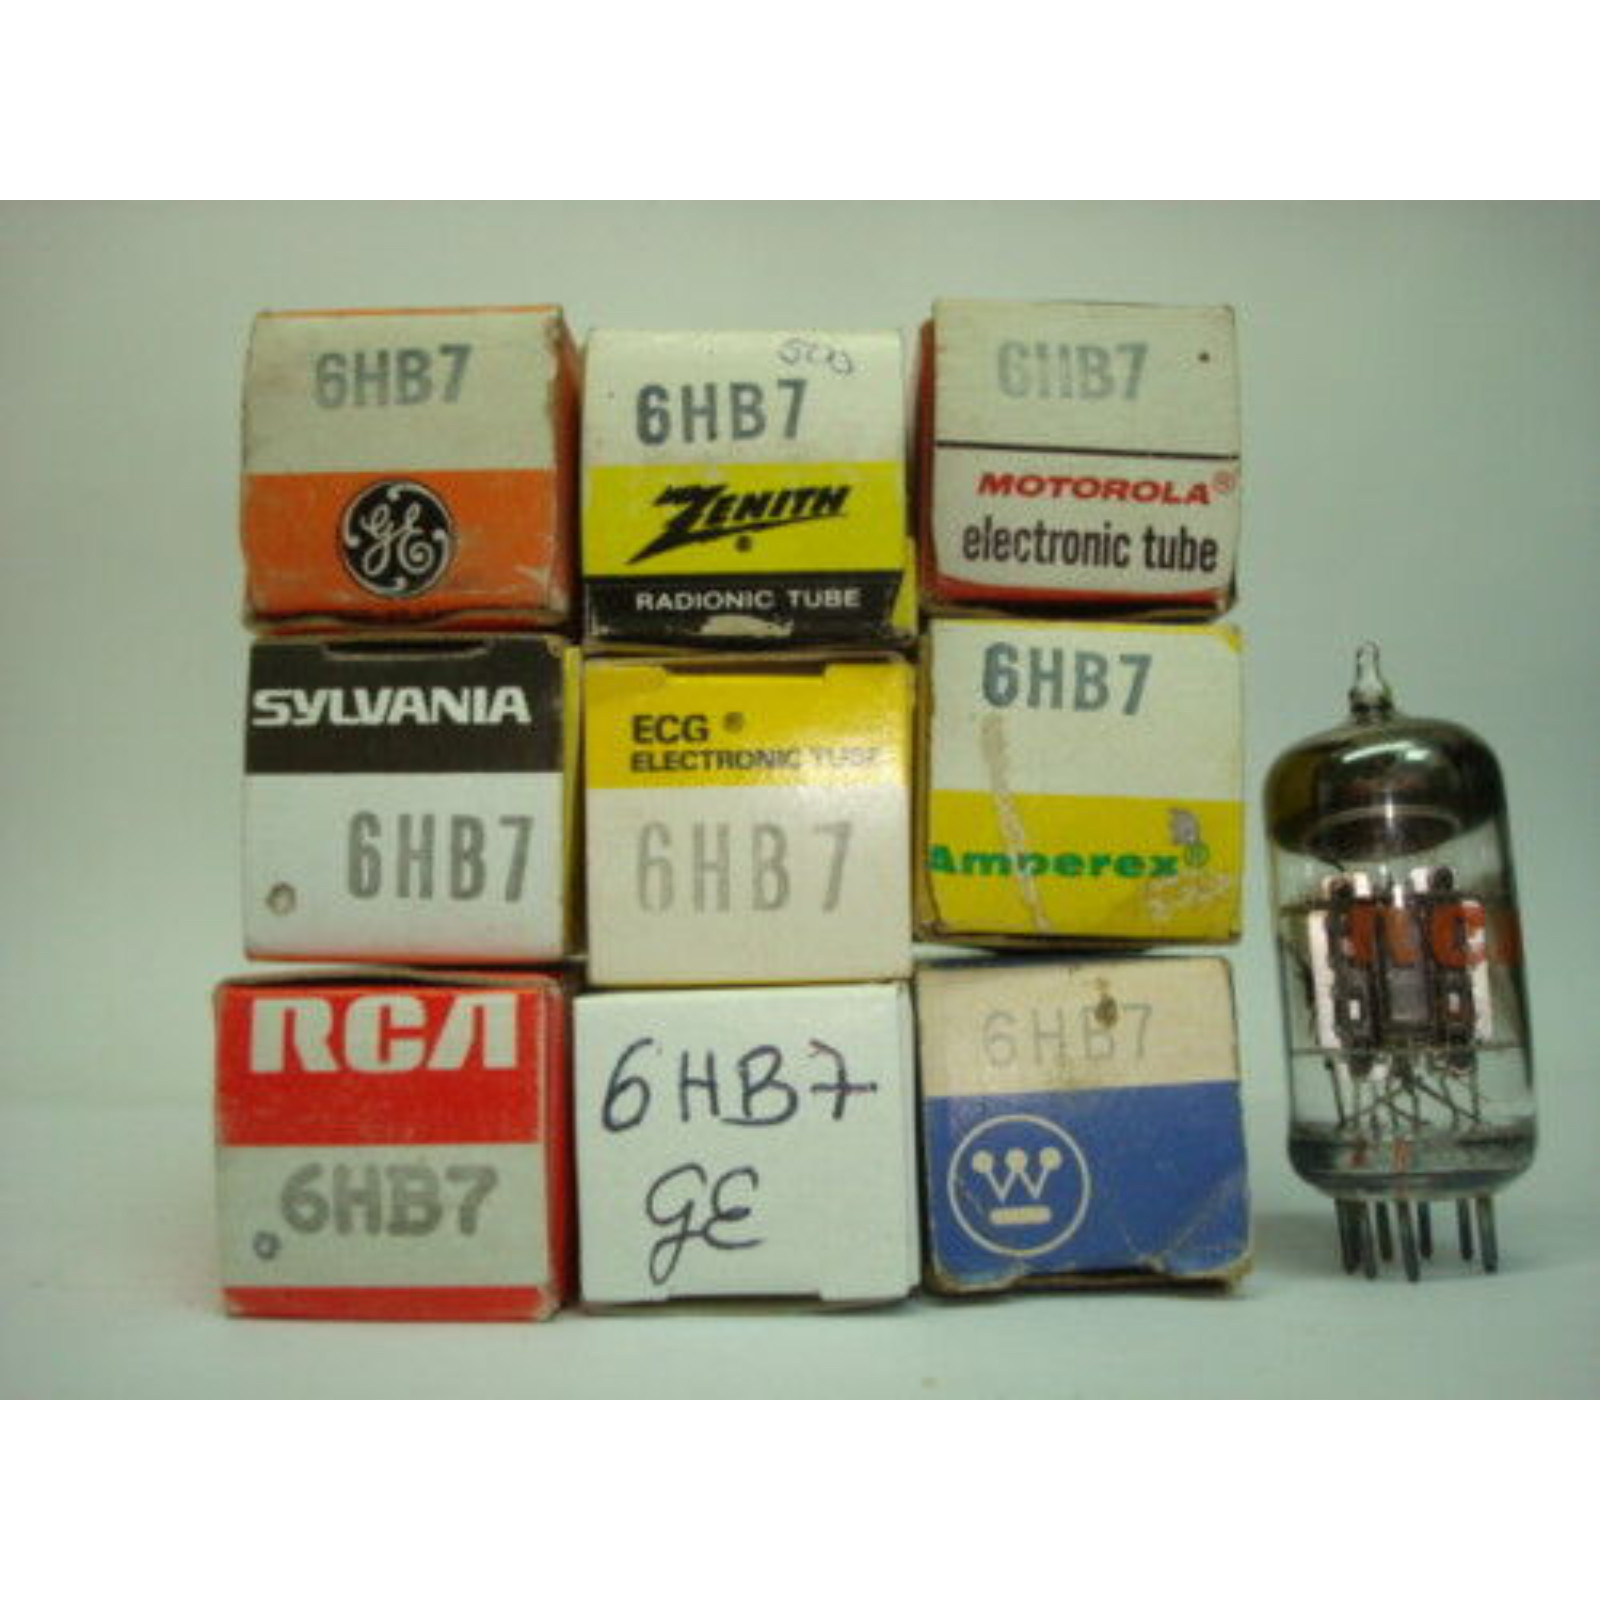 6HB7
GE
6HB7
ZENITH
®
RADIONIC TUBE
6HB7
MOTOROLA®
electronic tube
SYLVANIA
6HB7
ECG ®
ELECTRONIC TUBE
6HB7
6HB7
Amperex®
RCA
6HB7
6HB7
GE
6HB7
W